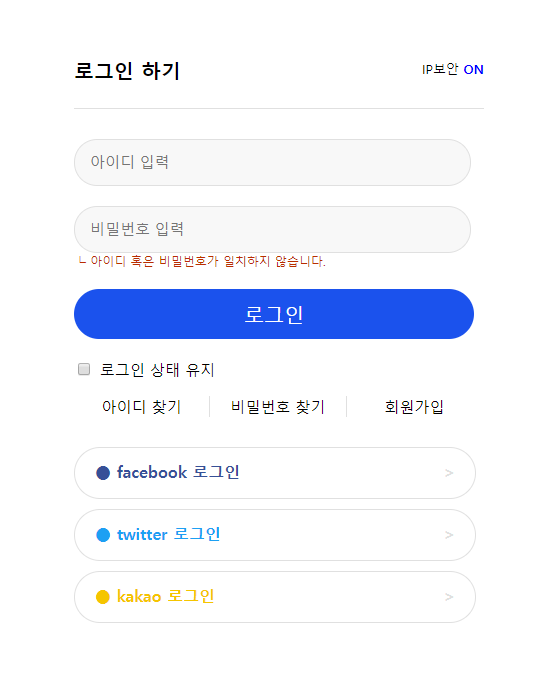 로그인 하기 IP보안 ON
아이디 입력
비밀번호 입력
ㄴ 아이디 혹은 비밀번호가 일치하지 않습니다.
로그인
로그인 상태 유지
아이디 찾기 비밀번호 찾기 회원가입
facebook 로그인 >
twitter 로그인 >
kakao 로그인 >